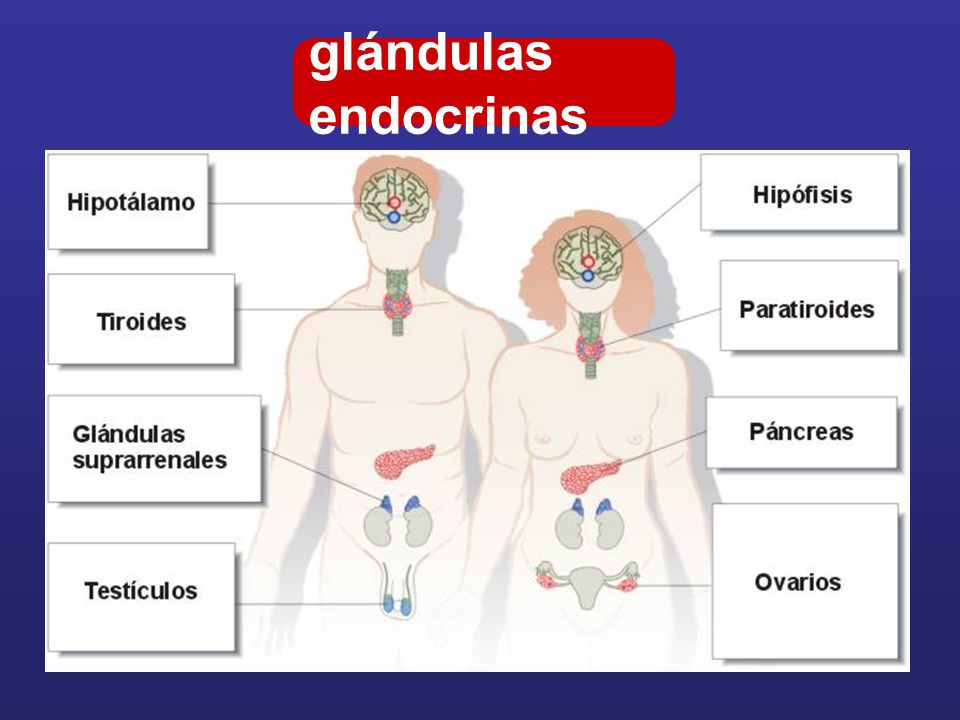 glándulas
endocrinas
Hipotálamo
Hipófisis
Tiroides
Paratiroides
Glándulas
suprarrenales
Páncreas
Testículos
Ovarios